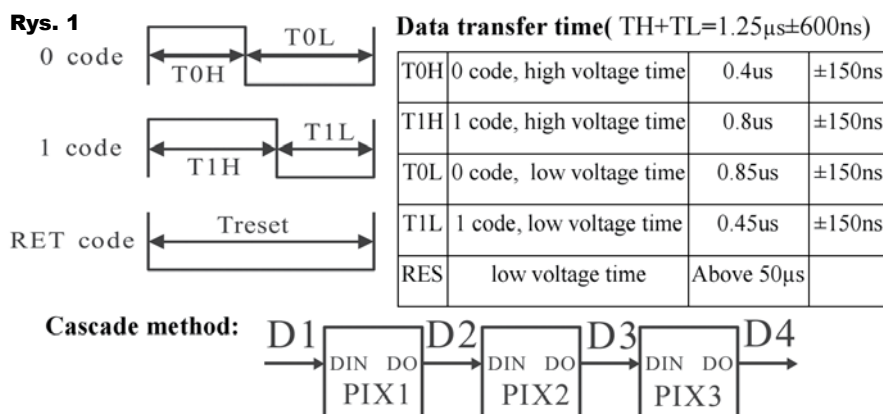 Rys. 1
0 code
T0H
T0L
1 code
T1H
T1L
RET code
Treset
Data transfer time( TH+TL=1.25µs±600ns)
T0H 0 code, high voltage time 0.4us ±150ns
T1H 1 code, high voltage time 0.8us ±150ns
T0L 0 code, low voltage time 0.85us ±150ns
T1L 1 code, low voltage time 0.45us ±150ns
RES low voltage time Above 50µs
Cascade method:
D1 D2 D3 D4
DIN DO DIN DO DIN DO
PIX1 PIX2 PIX3